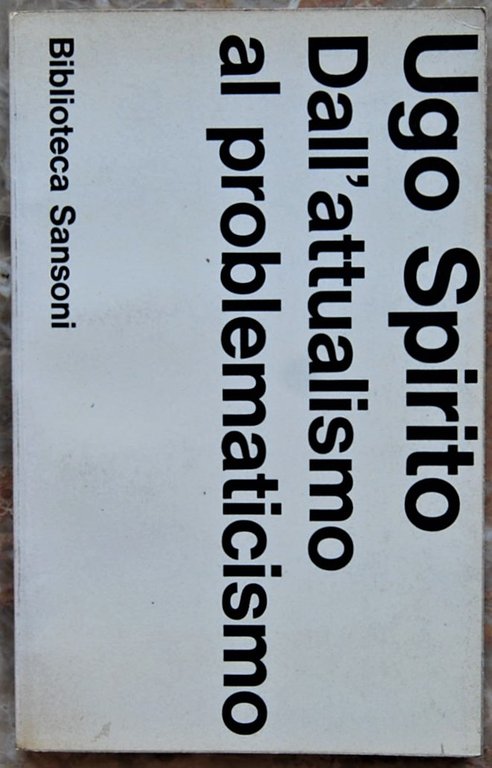 Ugo Spirito
Dall'attualismo
al problematicismo
Biblioteca Sansoni